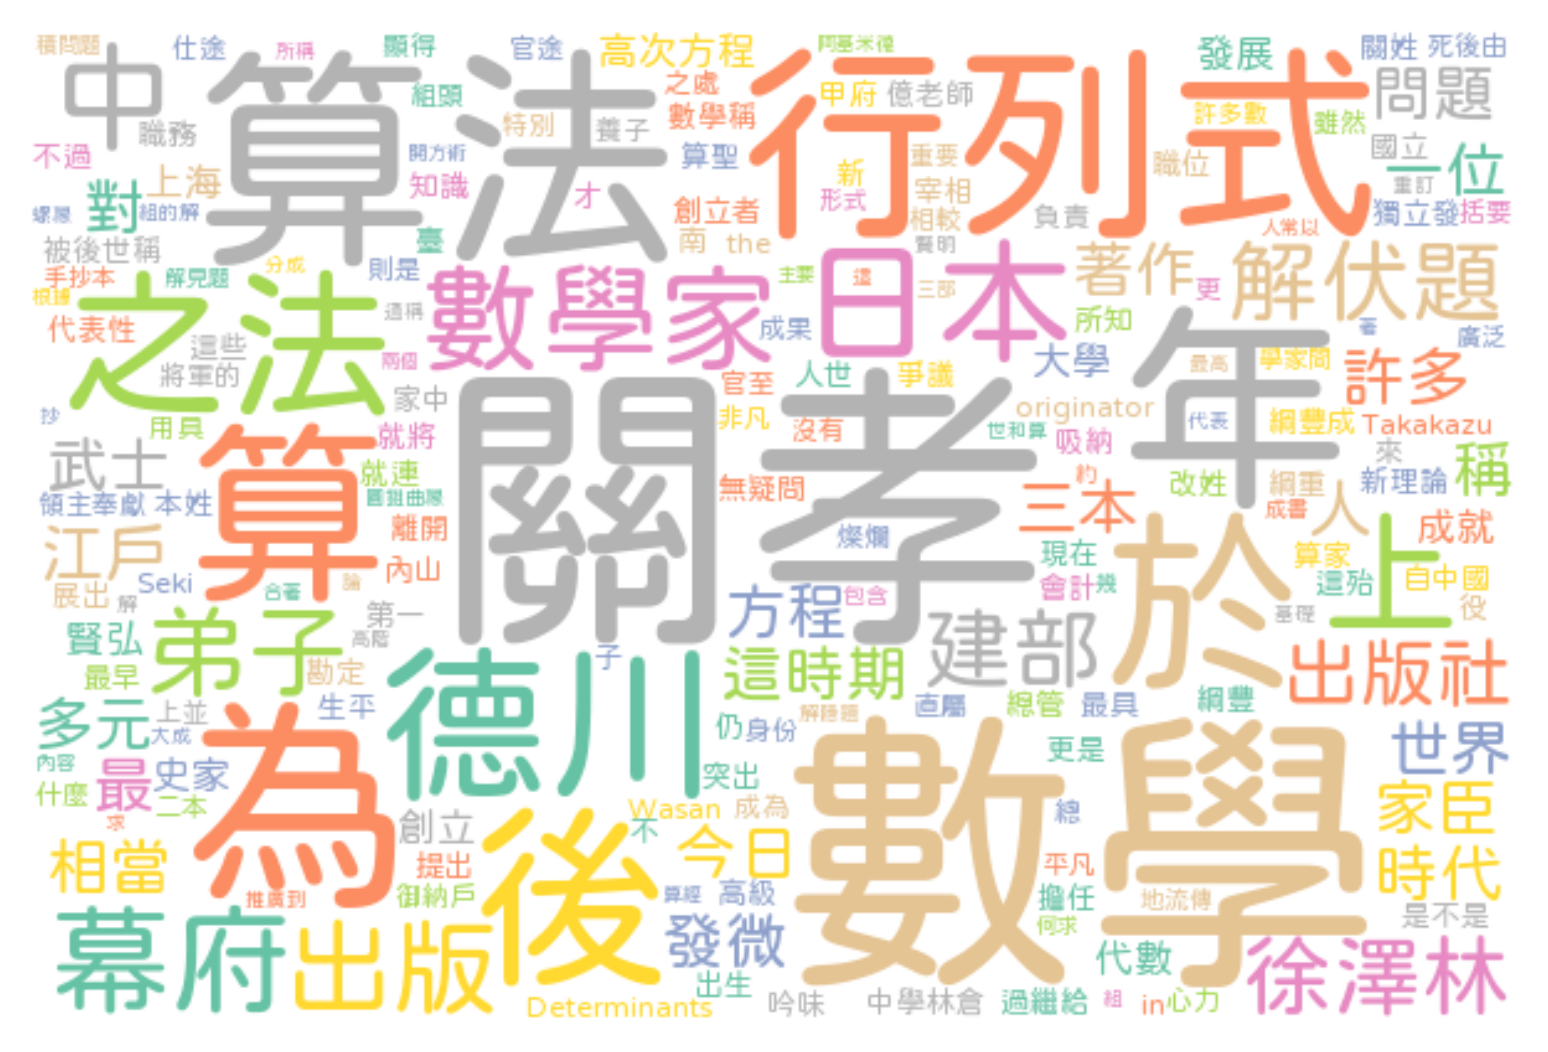 積問題
仕途
所稱
顯得
官途
高次方程
阿基米德
發展
關姓
死後由
中
算法
組頭
之處
行列式
甲府
億老師
許多數
問題
職務
特別
養子
數學稱
雖然
國立
不過
開方術
算聖
新
重要
職位
一位
上海
知識
才
創立者
形式
宰相
重訂
對
組的解
相較
負責
獨立發
括要
被後世稱
臺
南
the
賢明
人常以
手抄本
解見題
分成
則是
數學家
主要
日本
這
三部
著作
解伏題
根據
之法
通稱
成果
所知
更
著
廣泛
代表性
這些
將軍的
兩個
官至
人世
爭議
大學
年
最高
學家問
許多
抄
家中
關孝
非凡
originator
代表
綱豐成
Takakazu
用具
就將
沒有
世和算
吸納
來
武士
算
就連
無疑問
約
改姓
綱重
新理論
稱
領主奉獻
本姓
圓錐曲線
三本
成書
人
江戶
離開
燦爛
現在
於
算家
上
成就
內山
展出
解
Seki
合著
論
方程
包含
會計
幾
這殆
自中國
第一
基礎
役
賢弘
弟子
高階
子
建部
最早
勘定
德川
這時期
出版社
多元
上並
生平
仍
身份
解隱題
直屬
總管
最具
綱豐
大成
為
數學
更是
世界
內容
最
史家
突出
什麼
二本
求
創立
後
Wasan
成為
總
家臣
不
今日
相當
提出
平凡
時代
推廣到
御納戶
算經
高級
擔任
地流傳
幕府
出版
發微
何求
是不是
代數
徐澤林
出生
Determinants
吟味
中學林倉
過繼給
組
in
心力